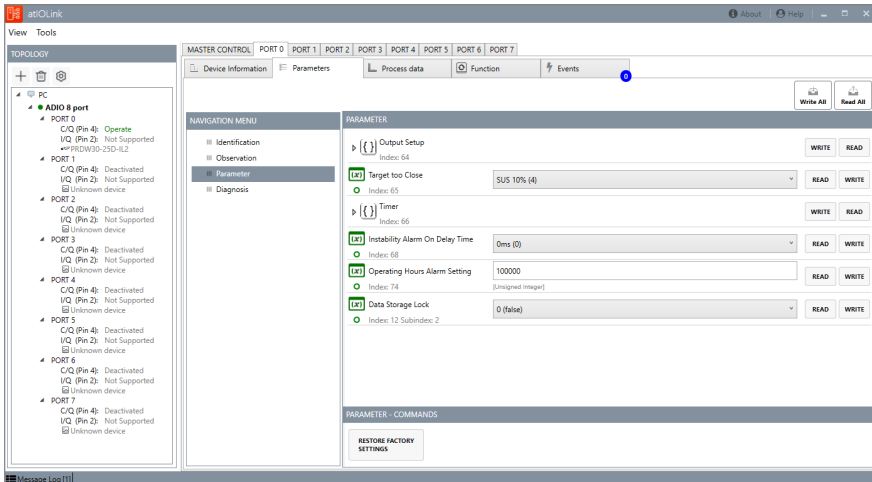 atIOLink
About Help
View Tools
TOPOLOGY
PC
ADIO 8 port
PORT 0
C/Q (Pin 4): Operate
I/Q (Pin 2): Not Supported
PRDW30-25D-IL2
PORT 1
C/Q (Pin 4): Deactivated
I/Q (Pin 2): Not Supported
Unknown device
PORT 2
C/Q (Pin 4): Deactivated
I/Q (Pin 2): Not Supported
Unknown device
PORT 3
C/Q (Pin 4): Deactivated
I/Q (Pin 2): Not Supported
Unknown device
PORT 4
C/Q (Pin 4): Deactivated
I/Q (Pin 2): Not Supported
Unknown device
PORT 5
C/Q (Pin 4): Deactivated
I/Q (Pin 2): Not Supported
Unknown device
PORT 6
C/Q (Pin 4): Deactivated
I/Q (Pin 2): Not Supported
Unknown device
PORT 7
C/Q (Pin 4): Deactivated
I/Q (Pin 2): Not Supported
Unknown device
MASTER CONTROL PORT 0 PORT 1 PORT 2 PORT 3 PORT 4 PORT 5 PORT 6 PORT 7
Device Information Parameters Process data Function Events
0
Write All Read All
NAVIGATION MENU
Identification
Observation
Parameter
Diagnosis
PARAMETER
{ } Output Setup WRITE READ
Index: 64
(x) Target too Close SUS 10% (4) READ WRITE
Index: 65
{ } Timer WRITE READ
Index: 66
(x) Instability Alarm On Delay Time 0ms (0) READ WRITE
Index: 68
(x) Operating Hours Alarm Setting 100000 READ WRITE
Index: 74 [Unsigned Integer]
(x) Data Storage Lock 0 (false) READ WRITE
Index: 12 Subindex: 2
PARAMETER - COMMANDS
RESTORE FACTORY
SETTINGS
Message Log [1]